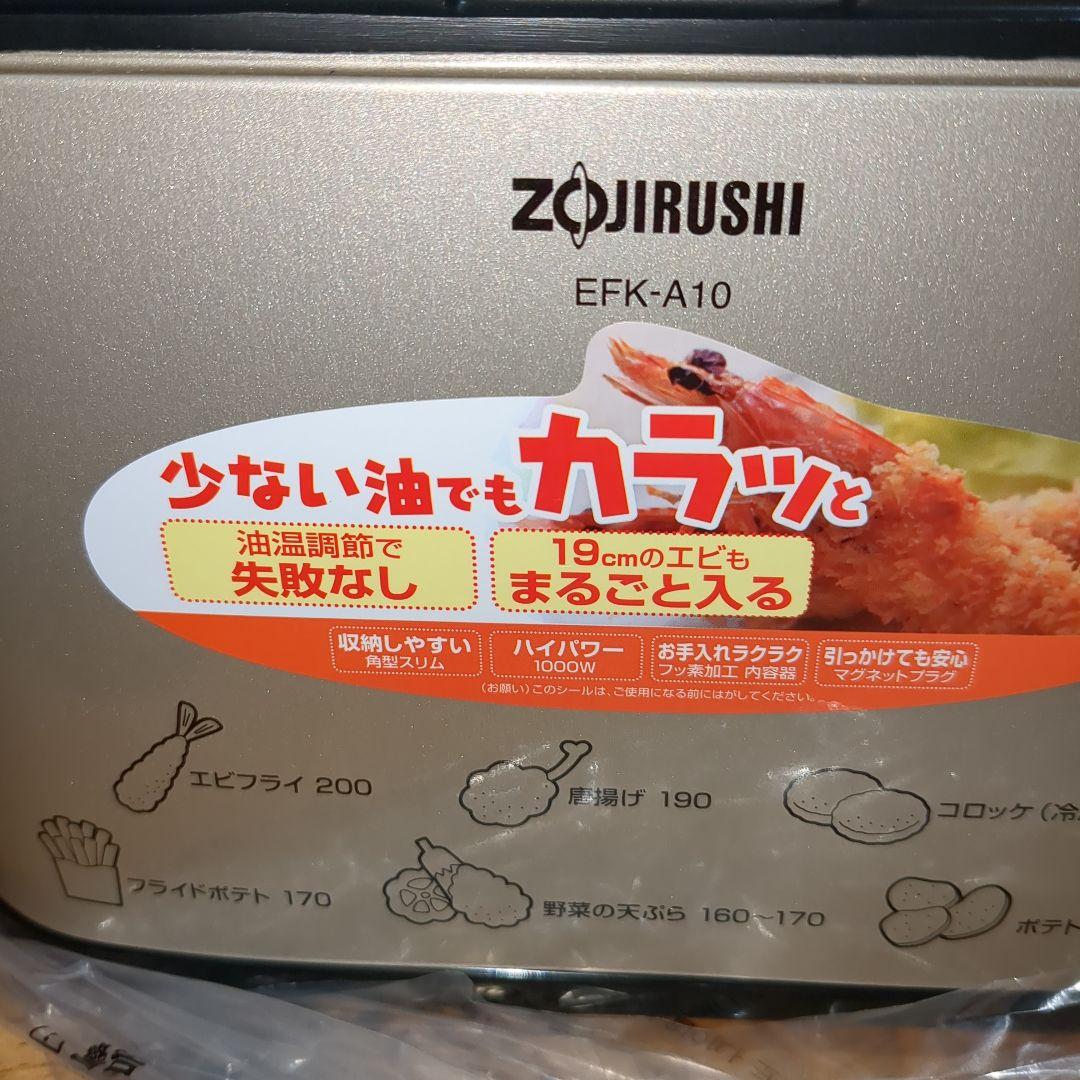 ZOJIRUSHI
EFK-A10
少ない油でもカラッと
油温調節で
失敗なし
19cmのエビも
まるごと入る
収納しやすい
角型スリム
ハイパワー
1000W
お手入れラクラク
フッ素加工 内容器
引っかけても安心
マグネットプラグ
(お願い)このシールは、ご使用になる前にはがしてください。
エビフライ 200
唐揚げ 190
コロッケ(冷
フライドポテト 170
野菜の天ぷら 160～170
ポテト